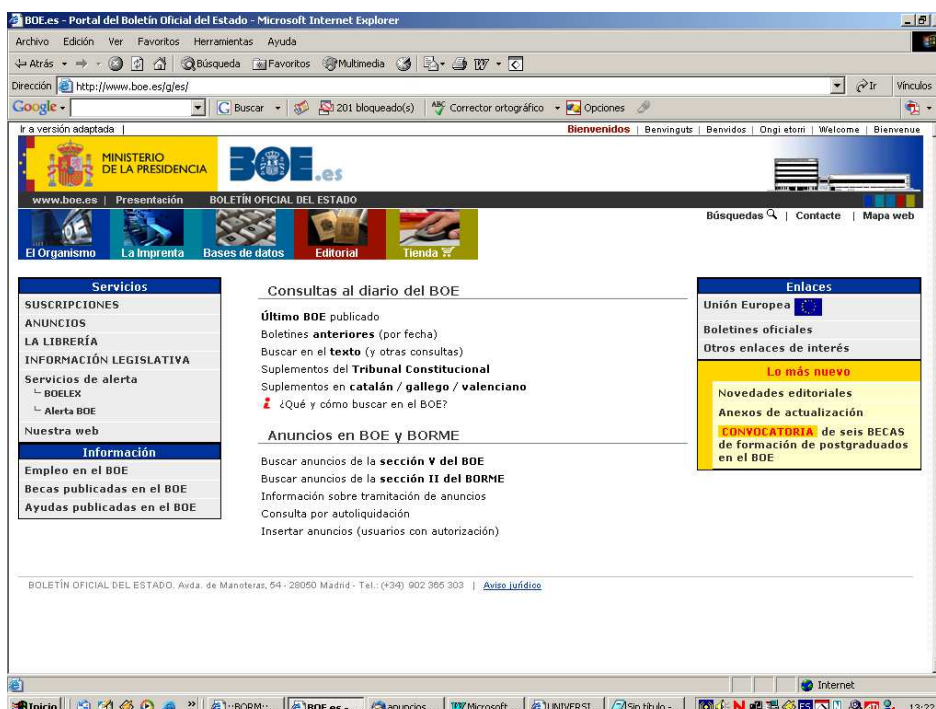 BOE.es - Portal del Boletín Oficial del Estado - Microsoft Internet Explorer
Archivo Edición Ver Favoritos Herramientas Ayuda
Atrás Búsqueda Favoritos Multimedia
Dirección http://www.boe.es/g/es/ Ir Vínculos
Google Buscar 201 bloqueado(s) ABC Corrector ortográfico Opciones
Ir a versión adaptada | Bienvenidos | Benvinguts | Benvidos | Ongi etorri | Welcome | Bienvenue
MINISTERIO
DE LA PRESIDENCIA
BOE.es
www.boe.es | Presentación BOLETÍN OFICIAL DEL ESTADO
Búsquedas | Contacte | Mapa web
El Organismo La Imprenta Bases de datos Editorial Tienda
Servicios
SUSCRIPCIONES
ANUNCIOS
LA LIBRERÍA
INFORMACIÓN LEGISLATIVA
Servicios de alerta
BOELEX
Alerta BOE
Nuestra web
Información
Empleo en el BOE
Becas publicadas en el BOE
Ayudas publicadas en el BOE
Consultas al diario del BOE
Último BOE publicado
Boletines anteriores (por fecha)
Buscar en el texto (y otras consultas)
Suplementos del Tribunal Constitucional
Suplementos en catalán / gallego / valenciano
¿Qué y cómo buscar en el BOE?
Anuncios en BOE y BORME
Buscar anuncios de la sección V del BOE
Buscar anuncios de la sección II del BORME
Información sobre tramitación de anuncios
Consulta por autoliquidación
Insertar anuncios (usuarios con autorización)
Enlaces
Unión Europea
Boletines oficiales
Otros enlaces de interés
Lo más nuevo
Novedades editoriales
Anexos de actualización
CONVOCATORIA de seis BECAS
de formación de postgraduados
en el BOE
BOLETÍN OFICIAL DEL ESTADO, Avda. de Manoteras, 54 - 28050 Madrid - Tel.: (+34) 902 365 303 | Aviso jurídico
Internet
Inicio » ::BORM:: BOE.es - anuncios Microsoft UNIVERSI Sin título - ES 13:22